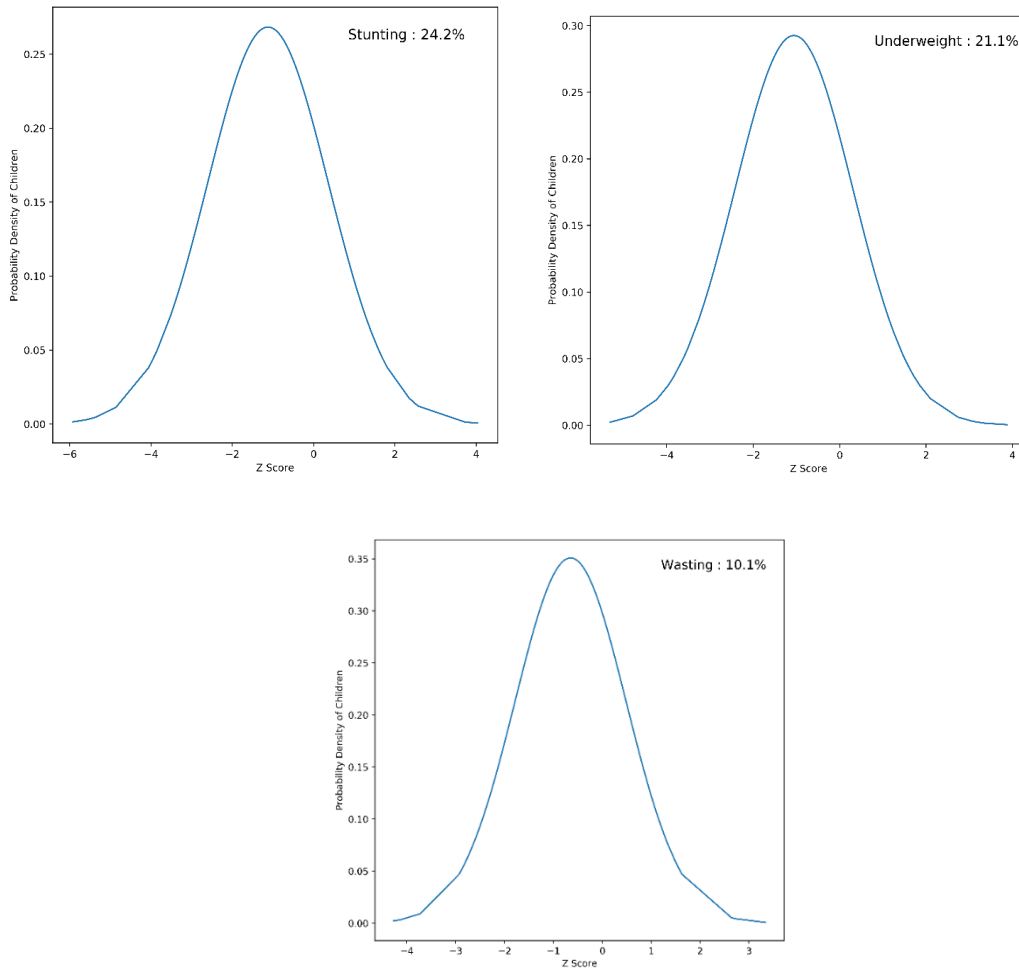 Stunting : 24.2%
Probability Density of Children
0.25
0.20
0.15
0.10
0.05
0.00
−6 −4 −2 0 2 4
Z Score
Underweight : 21.1%
Probability Density of Children
0.30
0.25
0.20
0.15
0.10
0.05
0.00
−4 −2 0 2 4
Z Score
Wasting : 10.1%
Probability Density of Children
0.35
0.30
0.25
0.20
0.15
0.10
0.05
0.00
−4 −3 −2 −1 0 1 2 3
Z Score